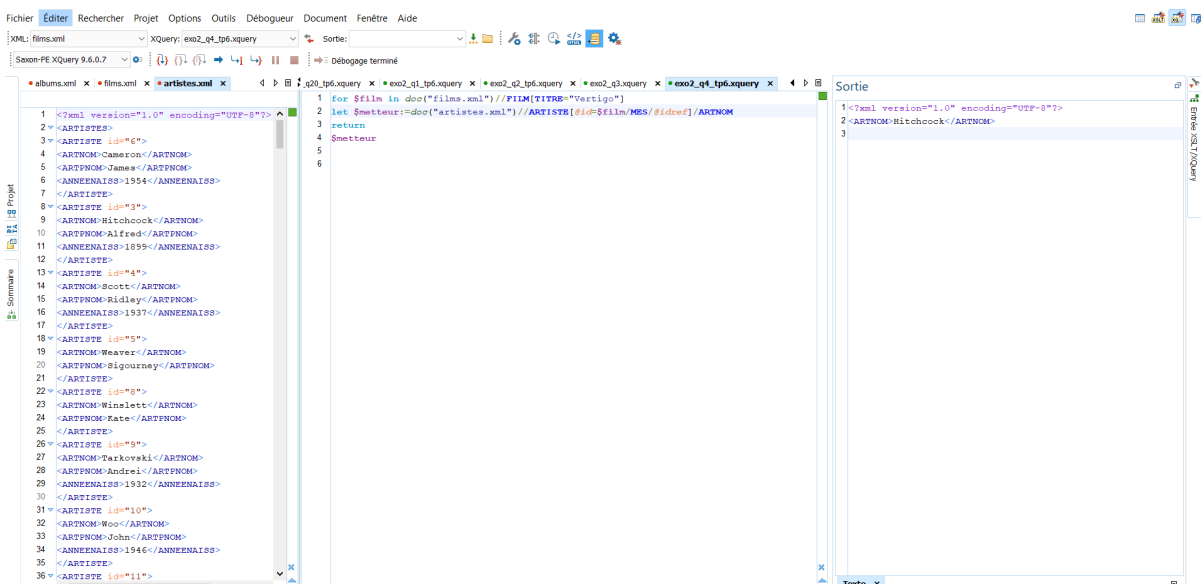 Fichier Éditer Rechercher Projet Options Outils Débogueur Document Fenêtre Aide
XML: films.xml XQuery: exo2_q4_tp6.xquery Sortie:
Saxon-PE XQuery 9.6.0.7 Débogage terminé
albums.xml × films.xml × artistes.xml ×
_q20_tp6.xquery × exo2_q1_tp6.xquery × exo2_q2_tp6.xquery × exo2_q3.xquery × exo2_q4_tp6.xquery ×
Projet
Sommaire
1 <?xml version="1.0" encoding="UTF-8"?>
2 <ARTISTES>
3 <ARTISTE id="6">
4 <ARTNOM>Cameron</ARTNOM>
5 <ARTPNOM>James</ARTPNOM>
6 <ANNEENAISS>1954</ANNEENAISS>
7 </ARTISTE>
8 <ARTISTE id="3">
9 <ARTNOM>Hitchcock</ARTNOM>
10 <ARTPNOM>Alfred</ARTPNOM>
11 <ANNEENAISS>1899</ANNEENAISS>
12 </ARTISTE>
13 <ARTISTE id="4">
14 <ARTNOM>Scott</ARTNOM>
15 <ARTPNOM>Ridley</ARTPNOM>
16 <ANNEENAISS>1937</ANNEENAISS>
17 </ARTISTE>
18 <ARTISTE id="5">
19 <ARTNOM>Weaver</ARTNOM>
20 <ARTPNOM>Sigourney</ARTPNOM>
21 </ARTISTE>
22 <ARTISTE id="8">
23 <ARTNOM>Winslett</ARTNOM>
24 <ARTPNOM>Kate</ARTPNOM>
25 </ARTISTE>
26 <ARTISTE id="9">
27 <ARTNOM>Tarkovski</ARTNOM>
28 <ARTPNOM>Andrei</ARTPNOM>
29 <ANNEENAISS>1932</ANNEENAISS>
30 </ARTISTE>
31 <ARTISTE id="10">
32 <ARTNOM>Woo</ARTNOM>
33 <ARTPNOM>John</ARTPNOM>
34 <ANNEENAISS>1946</ANNEENAISS>
35 </ARTISTE>
36 <ARTISTE id="11">
1 for $film in doc("films.xml")//FILM[TITRE="Vertigo"]
2 let $metteur:=doc("artistes.xml")//ARTISTE[@id=$film/MES/@idref]/ARTNOM
3 return
4 $metteur
5
6
Sortie
1 <?xml version="1.0" encoding="UTF-8"?>
2 <ARTNOM>Hitchcock</ARTNOM>
3
Texte ×
Entrée XSLT/XQuery